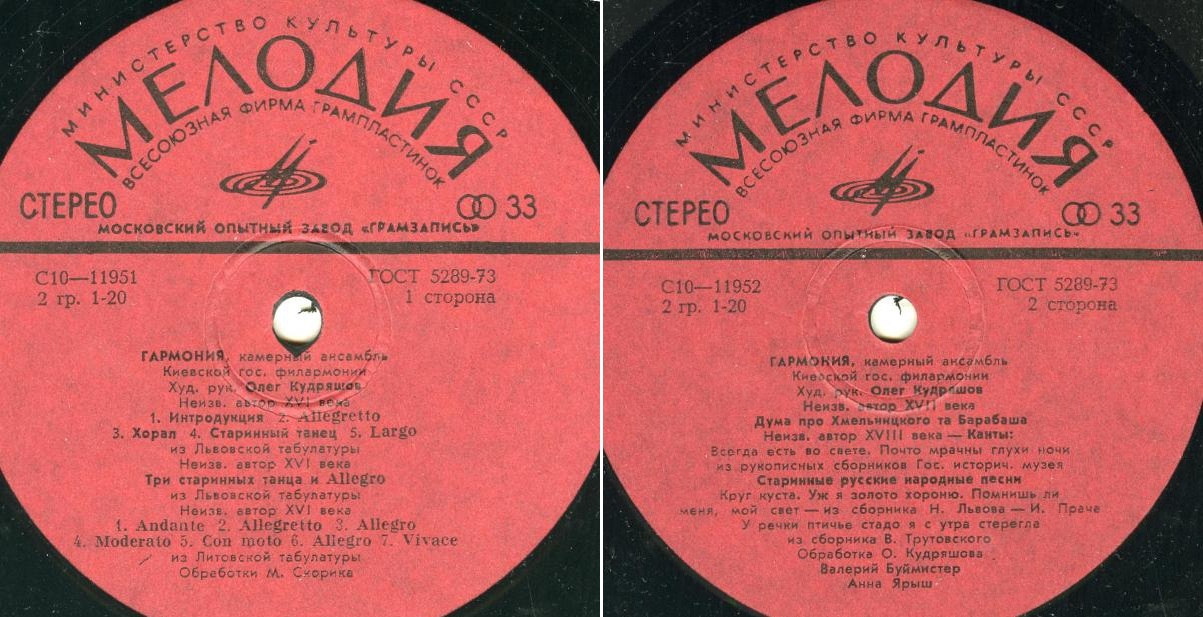 МИНИСТЕРСТВО КУЛЬТУРЫ СССР
МЕЛОДИЯ
ВСЕСОЮЗНАЯ ФИРМА ГРАМПЛАСТИНОК
СТЕРЕО 33
МОСКОВСКИЙ ОПЫТНЫЙ ЗАВОД «ГРАМЗАПИСЬ»
С10—11951 ГОСТ 5289-73
2 гр. 1-20 1 сторона
ГАРМОНИЯ, камерный ансамбль
Киевской гос. филармонии
Худ. рук. Олег Кудряшов
Неизв. автор XVI века
1. Интродукция 2. Allegretto
3. Хорал 4. Старинный танец 5. Largo
из Львовской табулатуры
Неизв. автор XVI века
Три старинных танца и Allegro
из Львовской табулатуры
Неизв. автор XVI века
1. Andante 2. Allegretto 3. Allegro
4. Moderato 5. Con moto 6. Allegro 7. Vivace
из Литовской табулатуры
Обработки М. Скорика
МИНИСТЕРСТВО КУЛЬТУРЫ СССР
МЕЛОДИЯ
ВСЕСОЮЗНАЯ ФИРМА ГРАМПЛАСТИНОК
СТЕРЕО 33
МОСКОВСКИЙ ОПЫТНЫЙ ЗАВОД «ГРАМЗАПИСЬ»
С10—11952 ГОСТ 5289-73
2 гр. 1-20 2 сторона
ГАРМОНИЯ, камерный ансамбль
Киевской гос. филармонии
Худ. рук. Олег Кудряшов
Неизв. автор XVII века
Дума про Хмельницкого та Барабаша
Неизв. автор XVIII века — Канты:
Всегда есть во свете. Почто мрачны глухи ночи
из рукописных сборников Гос. историч. музея
Старинные русские народные песни
Круг куста. Уж я золото хороню. Помнишь ли
меня, мой свет — из сборника Н. Львова — И. Праче
У речки птичье стадо я с утра стерегла
из сборника В. Трутовского
Обработка О. Кудряшова
Валерий Буймистер
Анна Ярыш